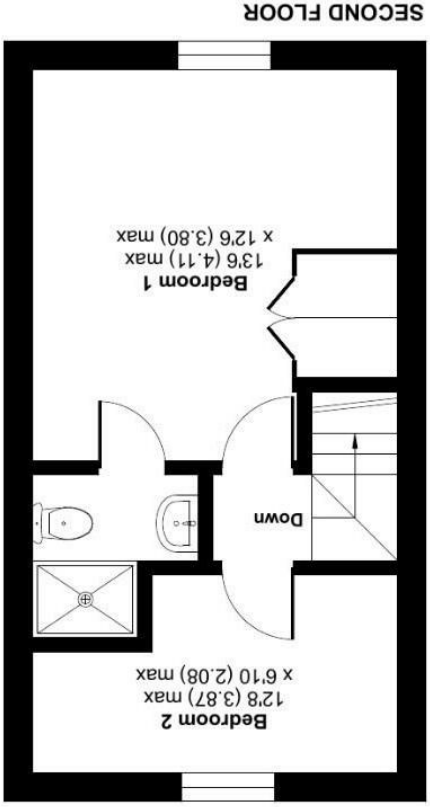 Bedroom 2
12'8 (3.87) max
x 6'10 (2.08) max
Down
Bedroom 1
13'6 (4.11) max
x 12'6 (3.80) max
SECOND FLOOR